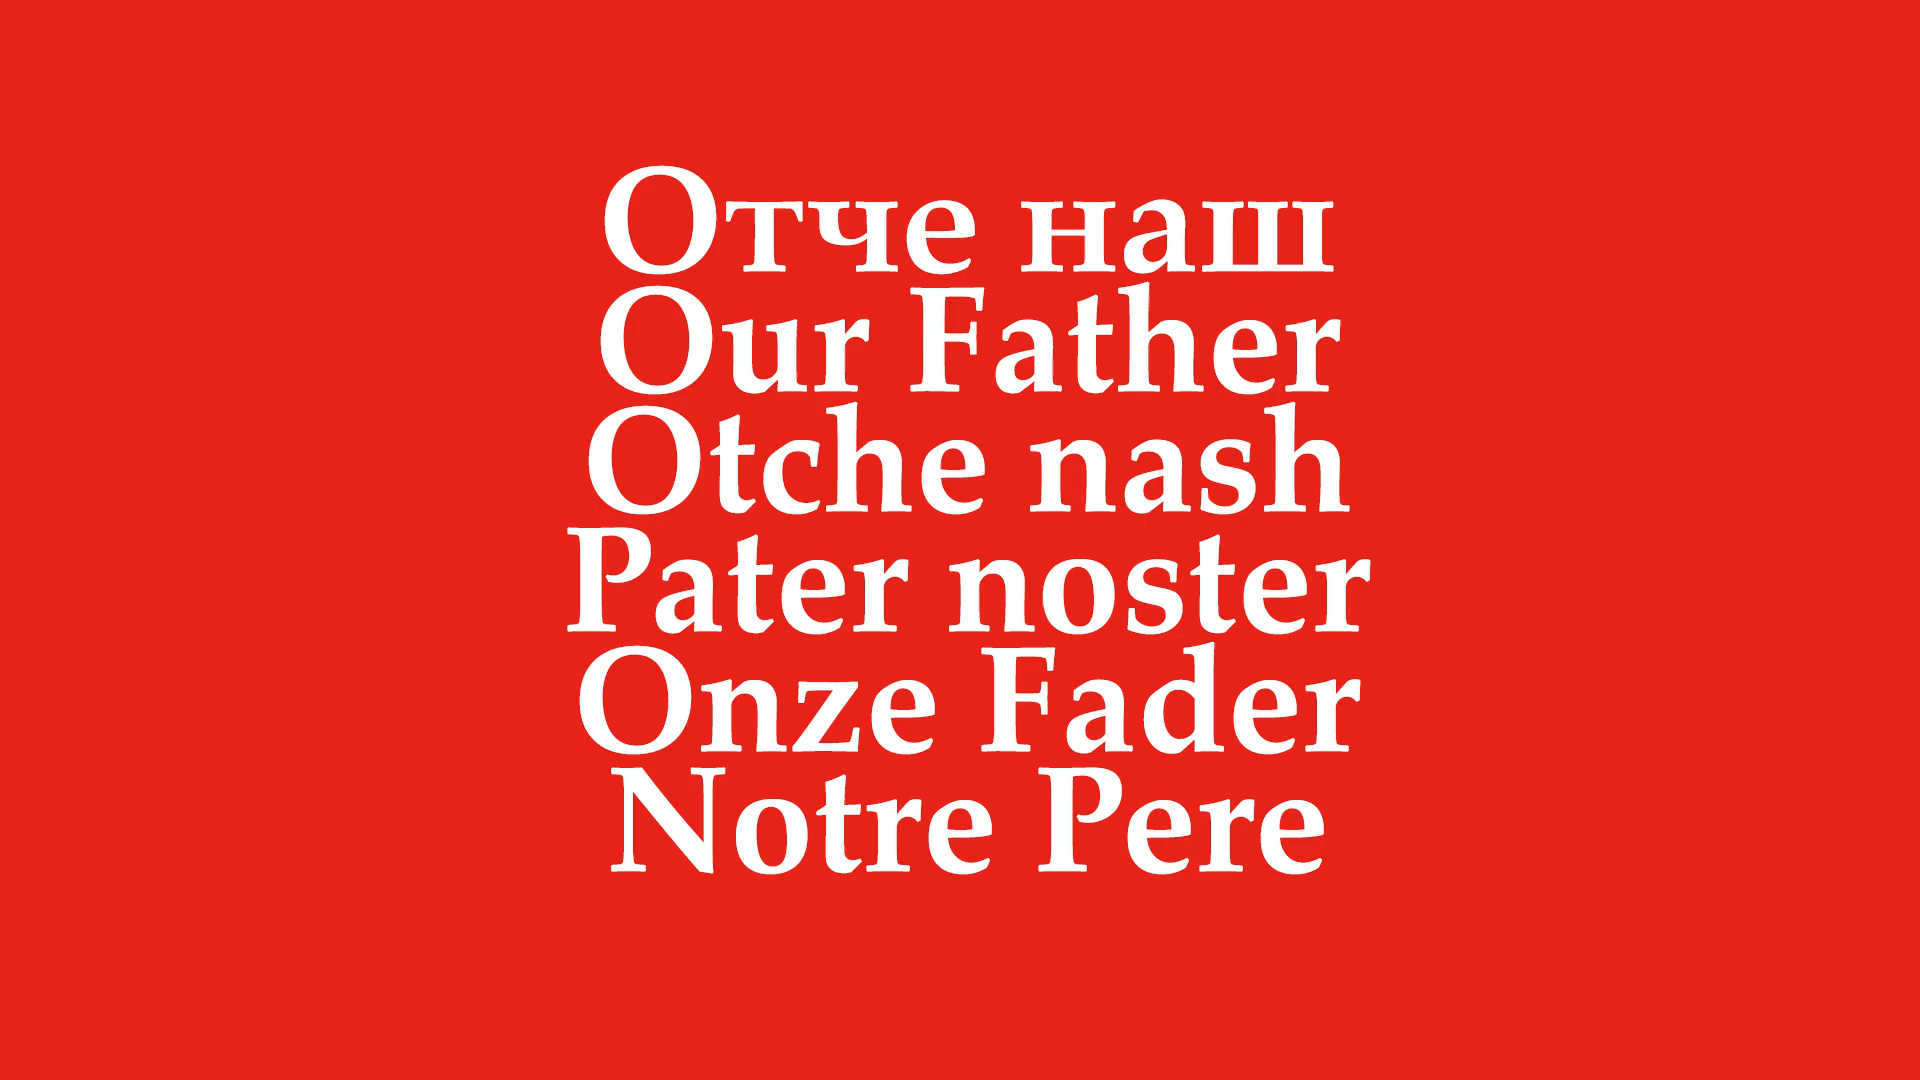 Отче наш
Our Father
Otche nash
Pater noster
Onze Fader
Notre Pere